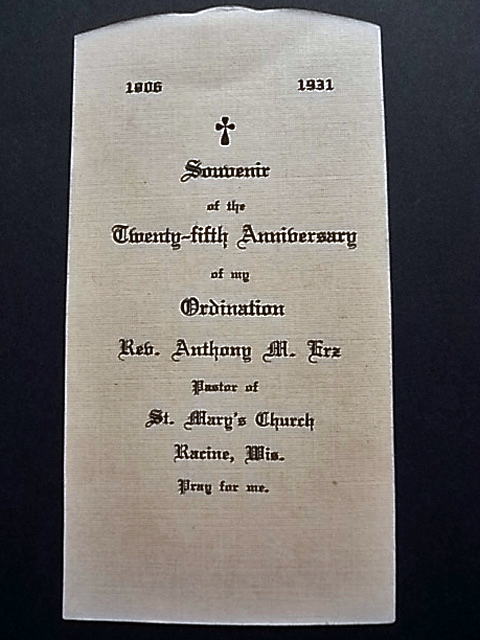 1906 1931
Souvenir
of the
Twenty-fifth Anniversary
of my
Ordination
Rev. Anthony M. Erz
Pastor of
St. Mary's Church
Racine, Wis.
Pray for me.